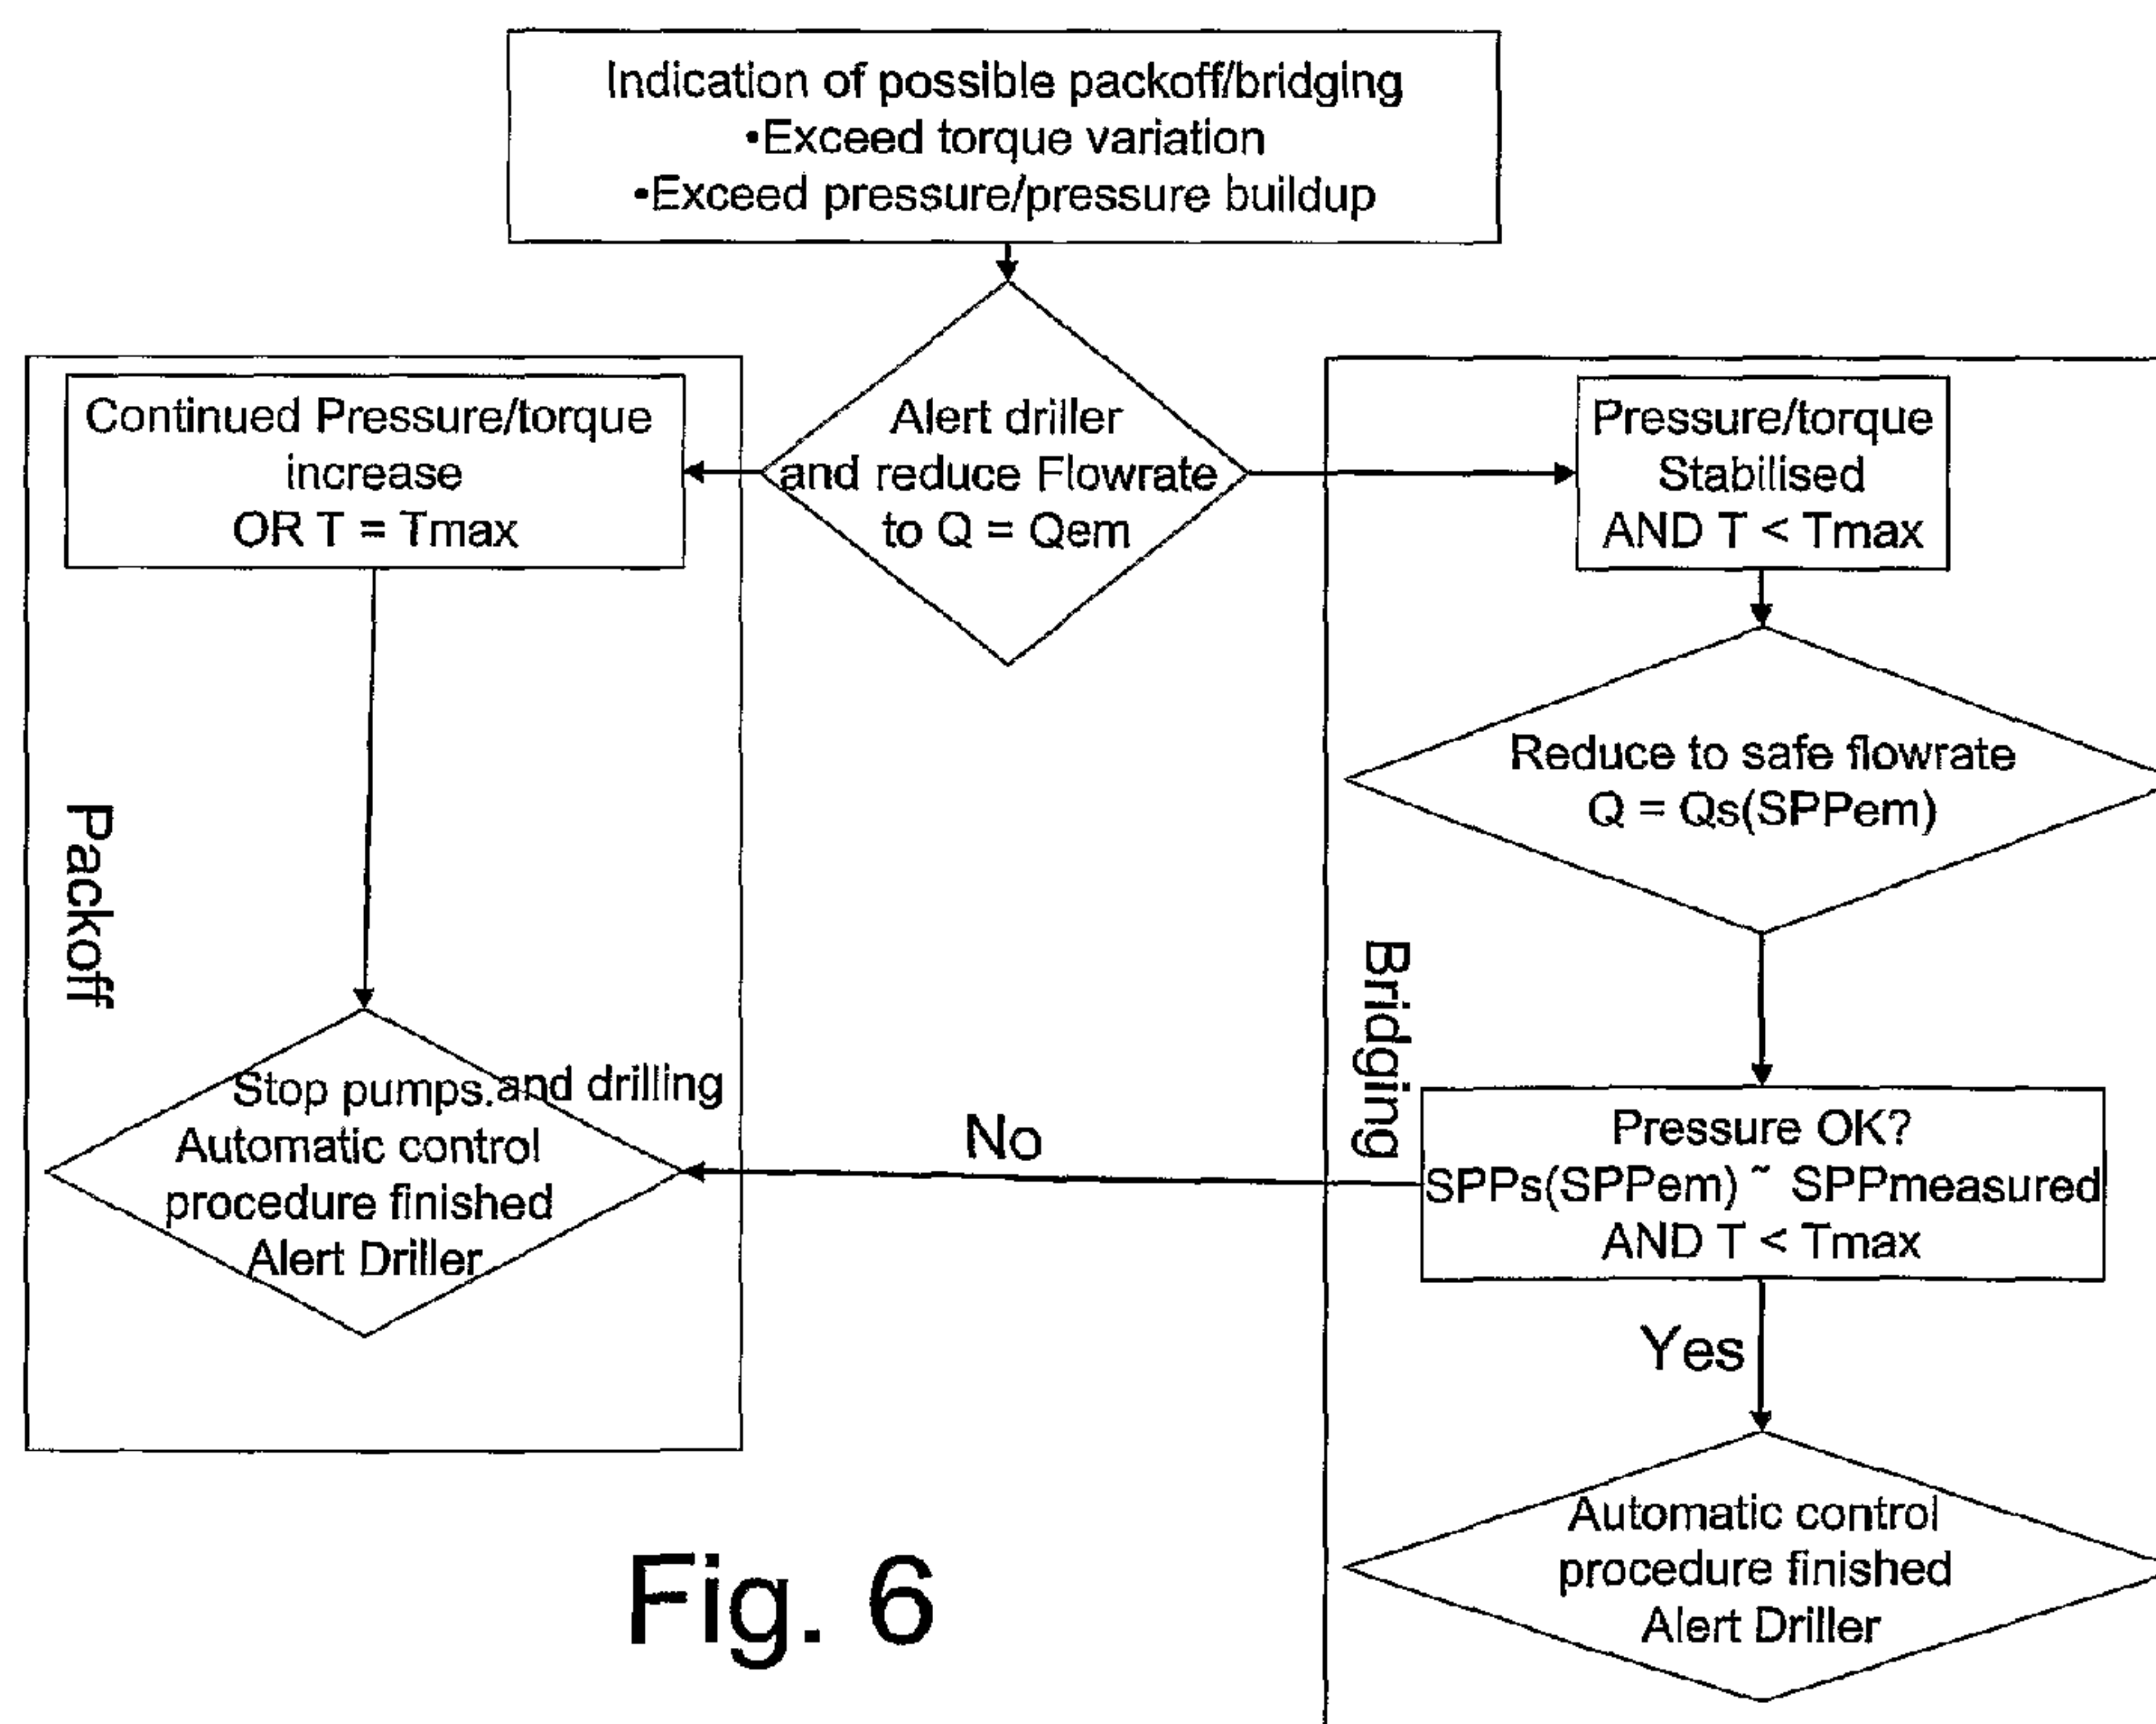 Indication of possible packoff/bridging
•Exceed torque variation
•Exceed pressure/pressure buildup
Alert driller
and reduce Flowrate
to Q = Qem
Continued Pressure/torque
increase
OR T = Tmax
Packoff
Stop pumps.and drilling
Automatic control
procedure finished
Alert Driller
Pressure/torque
Stabilised
AND T < Tmax
Reduce to safe flowrate
Q = Qs(SPPem)
Bridging
Pressure OK?
SPPs(SPPem) ~ SPPmeasured
AND T < Tmax
No
Yes
Automatic control
procedure finished
Alert Driller
Fig. 6